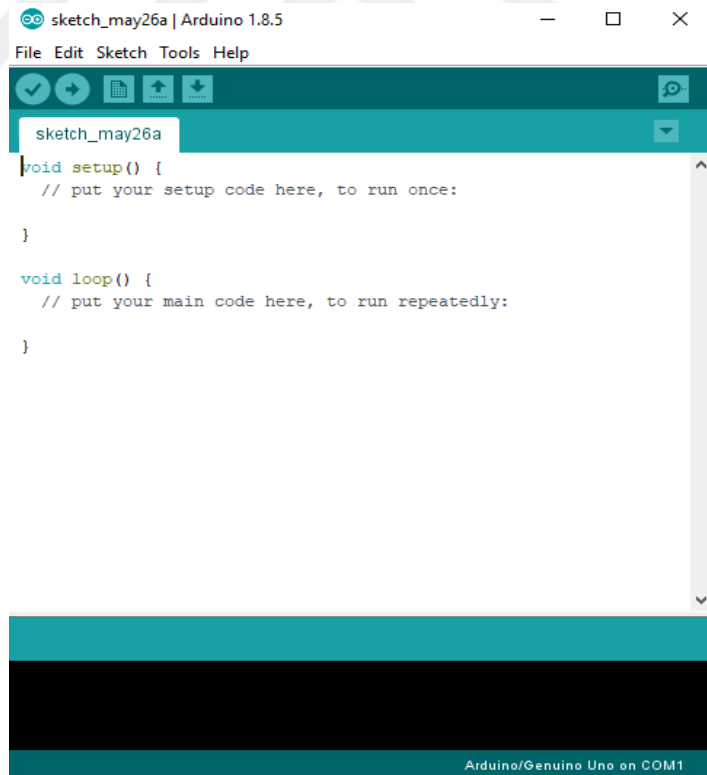 sketch_may26a | Arduino 1.8.5
File Edit Sketch Tools Help
sketch_may26a
void setup() {
  // put your setup code here, to run once:
}
void loop() {
  // put your main code here, to run repeatedly:
}
Arduino/Genuino Uno on COM1